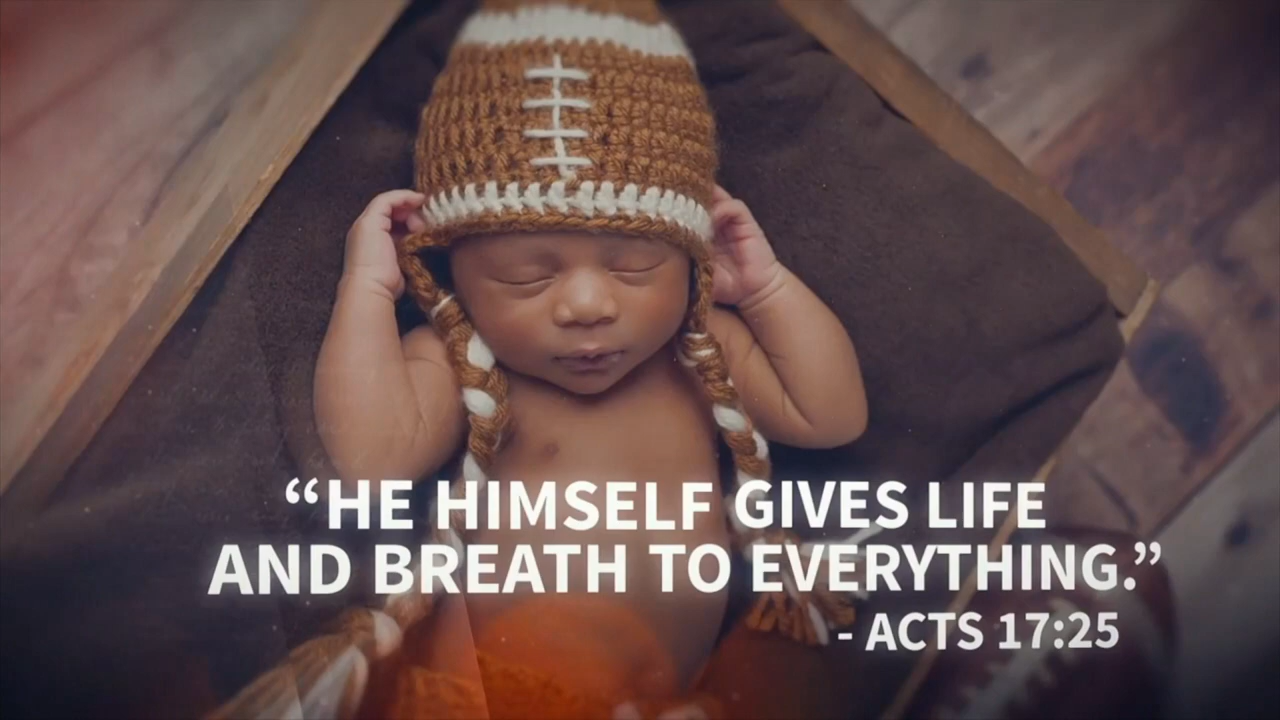 “HE HIMSELF GIVES LIFE
AND BREATH TO EVERYTHING.”
- ACTS 17:25